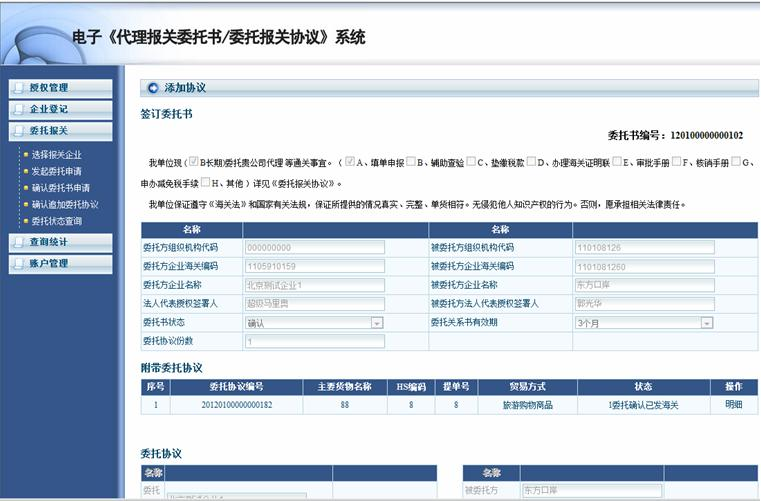 电子《代理报关委托书/委托报关协议》系统
授权管理
企业登记
委托报关
选择报关企业
发起委托申请
确认委托书申请
确认追加委托协议
委托状态查询
查询统计
账户管理
添加协议
签订委托书
委托书编号：120100000000102
我单位现（B长期）委托贵公司代理 等通关事宜。（ A、填单申报 B、辅助查验 C、垫缴税款 D、办理海关证明联 E、审批手册 F、核销手册 G、
申办减免税手续 H、其他 ）详见《委托报关协议》。
我单位保证遵守《海关法》和国家有关法规，保证所提供的情况真实、完整、单货相符。无侵犯他人知识产权的行为。否则，愿承担相关法律责任。
名称 名称
委托方组织机构代码 000000000 被委托方组织机构代码 110108126
委托方企业海关编码 1105910159 被委托方企业海关编码 1101081260
委托方企业名称 北京测试企业1 被委托方企业名称 东方口岸
法人代表授权签署人 超级马里奥 被委托方法人代表授权签署人 郭光华
委托书状态 确认 委托关系书有效期 3个月
委托协议份数 1
附带委托协议
序号 委托协议编号 主要货物名称 HS编码 提单号 贸易方式 状态 操作
1 20120100000000182 88 8 8 旅游购物商品 1委托确认已发海关 明细
委托协议
名称 名称
委托 北京测试企业1 被委托方 东方口岸